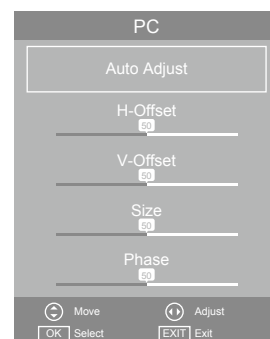 PC
Auto Adjust
H-Offset
50
V-Offset
50
Size
50
Phase
50
Move Adjust
OK Select EXIT Exit